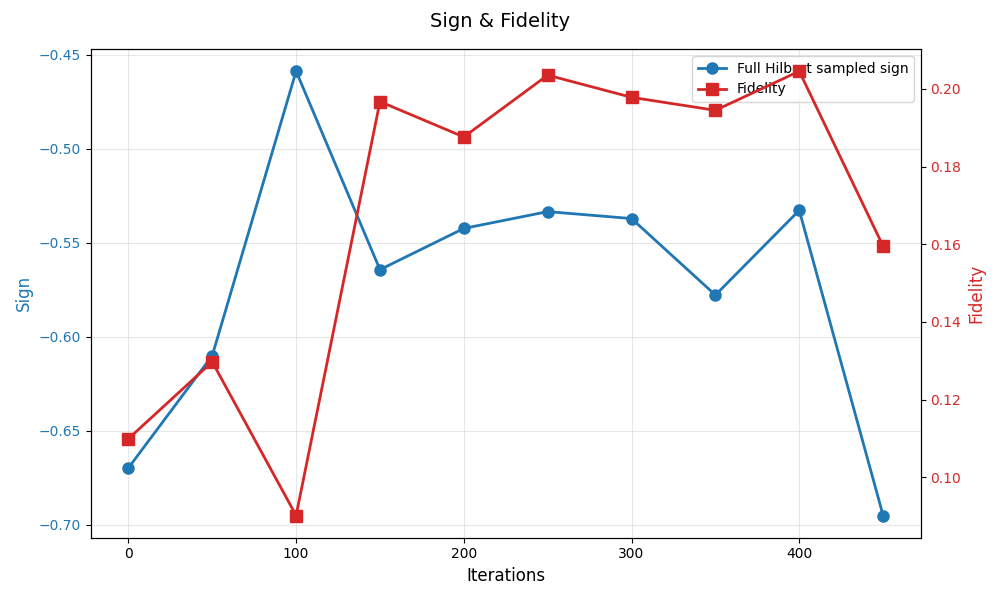 Sign & Fidelity
−0.45
−0.50
−0.55
−0.60
−0.65
−0.70
Sign
Full Hilbert sampled sign
Fidelity
0.20
0.18
0.16
0.14
0.12
0.10
Fidelity
0
100
200
300
400
Iterations